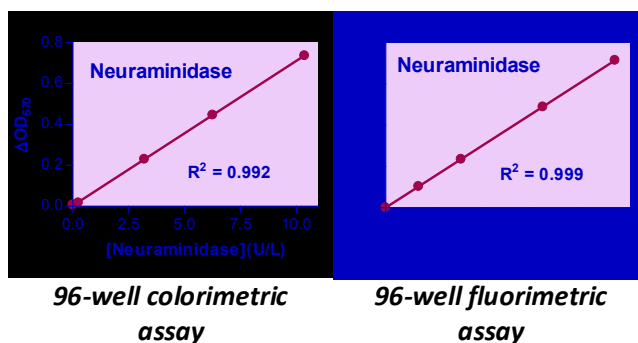 0.8
Neuraminidase
0.6
ΔOD₆₇₀
0.4
0.2
R² = 0.992
0.0
0.0 2.5 5.0 7.5 10.0
[Neuraminidase](U/L)
96-well colorimetric
assay
Neuraminidase
R² = 0.999
96-well fluorimetric
assay